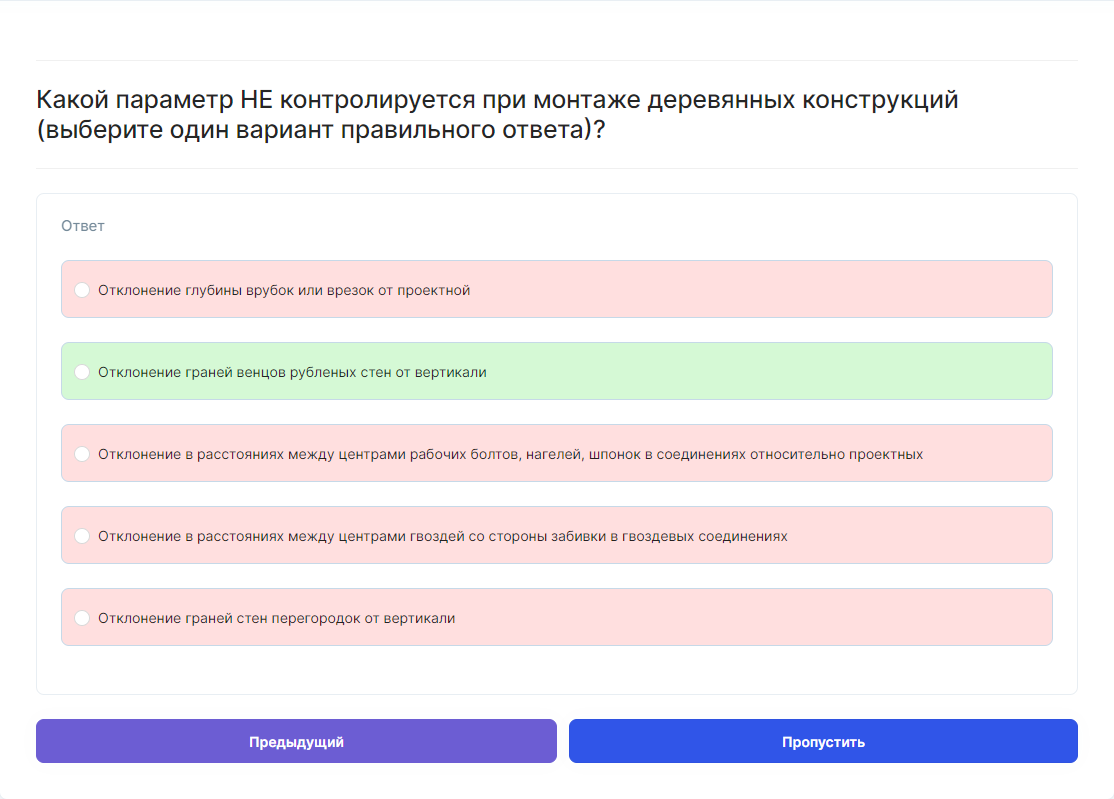 Какой параметр НЕ контролируется при монтаже деревянных конструкций
(выберите один вариант правильного ответа)?
Ответ
Отклонение глубины врубок или врезок от проектной
Отклонение граней венцов рубленых стен от вертикали
Отклонение в расстояниях между центрами рабочих болтов, нагелей, шпонок в соединениях относительно проектных
Отклонение в расстояниях между центрами гвоздей со стороны забивки в гвоздевых соединениях
Отклонение граней стен перегородок от вертикали
Предыдущий
Пропустить